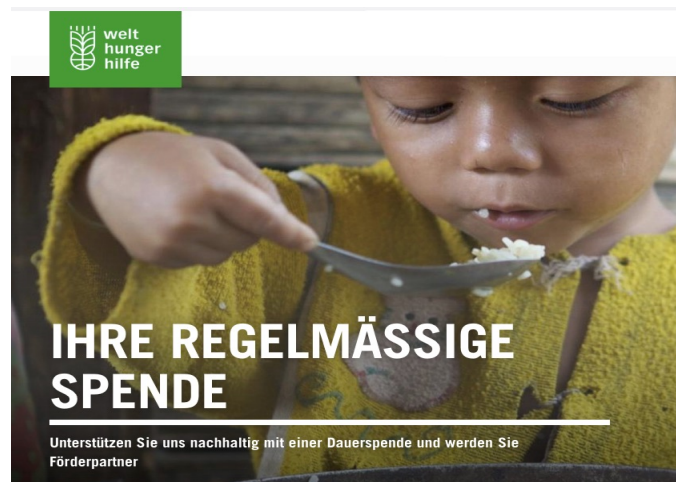 welt
hunger
hilfe
IHRE REGELMÄSSIGE
SPENDE
Unterstützen Sie uns nachhaltig mit einer Dauerspende und werden Sie
Förderpartner